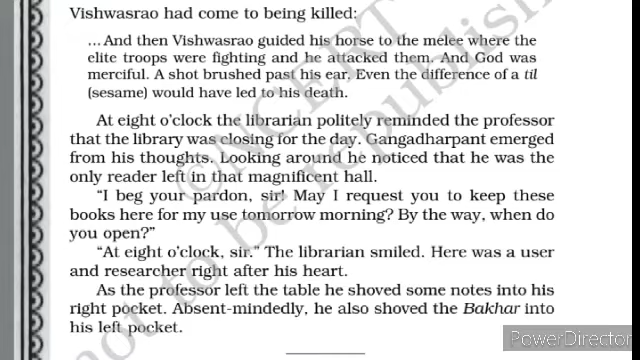 Vishwasrao had come to being killed:
... And then Vishwasrao guided his horse to the melee where the
elite troops were fighting and he attacked them. And God was
merciful. A shot brushed past his ear. Even the difference of a til
(sesame) would have led to his death.
At eight o'clock the librarian politely reminded the professor
that the library was closing for the day. Gangadharpant emerged
from his thoughts. Looking around he noticed that he was the
only reader left in that magnificent hall.
"I beg your pardon, sir! May I request you to keep these
books here for my use tomorrow morning? By the way, when do
you open?"
"At eight o'clock, sir." The librarian smiled. Here was a user
and researcher right after his heart.
As the professor left the table he shoved some notes into his
right pocket. Absent-mindedly, he also shoved the Bakhar into
his left pocket.
©NCERT
not to be republished
PowerDirector